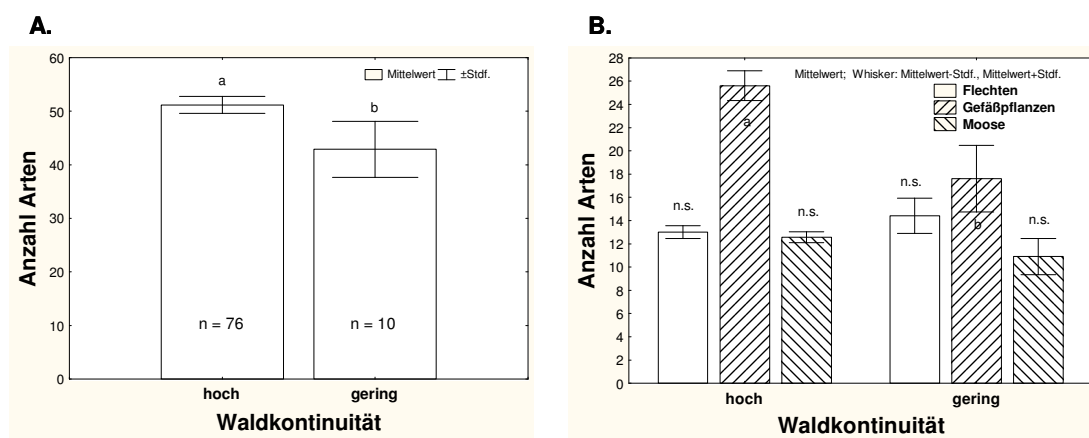 A.
60
50
40
30
20
10
0
Anzahl Arten
Mittelwert ±Stdf.
a
b
n = 76
n = 10
hoch
gering
Waldkontinuität
B.
28
26
24
22
20
18
16
14
12
10
8
6
4
2
0
Anzahl Arten
Mittelwert; Whisker: Mittelwert-Stdf., Mittelwert+Stdf.
Flechten
Gefäßpflanzen
Moose
n.s.
a
n.s.
n.s.
b
n.s.
hoch
gering
Waldkontinuität